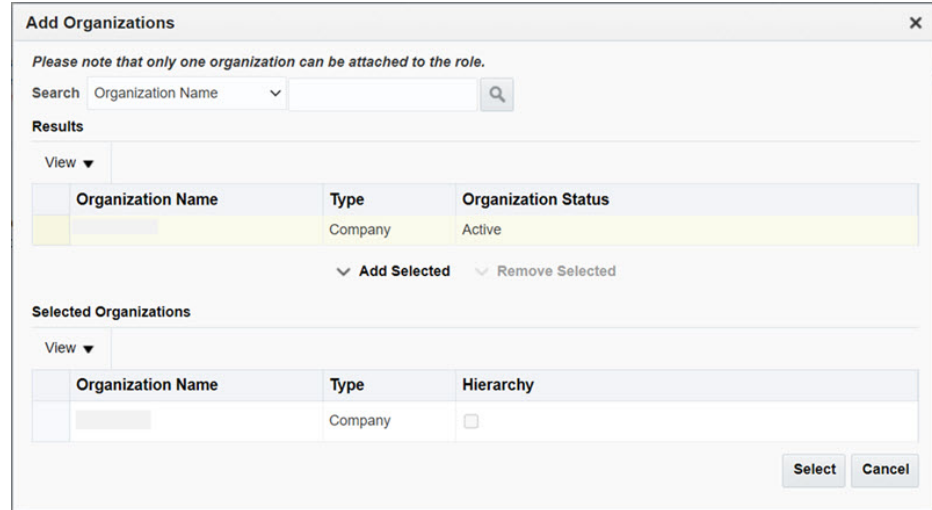 Add Organizations
Please note that only one organization can be attached to the role.
Search Organization Name
Results
View
Organization Name Type Organization Status
Company Active
Add Selected Remove Selected
Selected Organizations
View
Organization Name Type Hierarchy
Company
Select Cancel